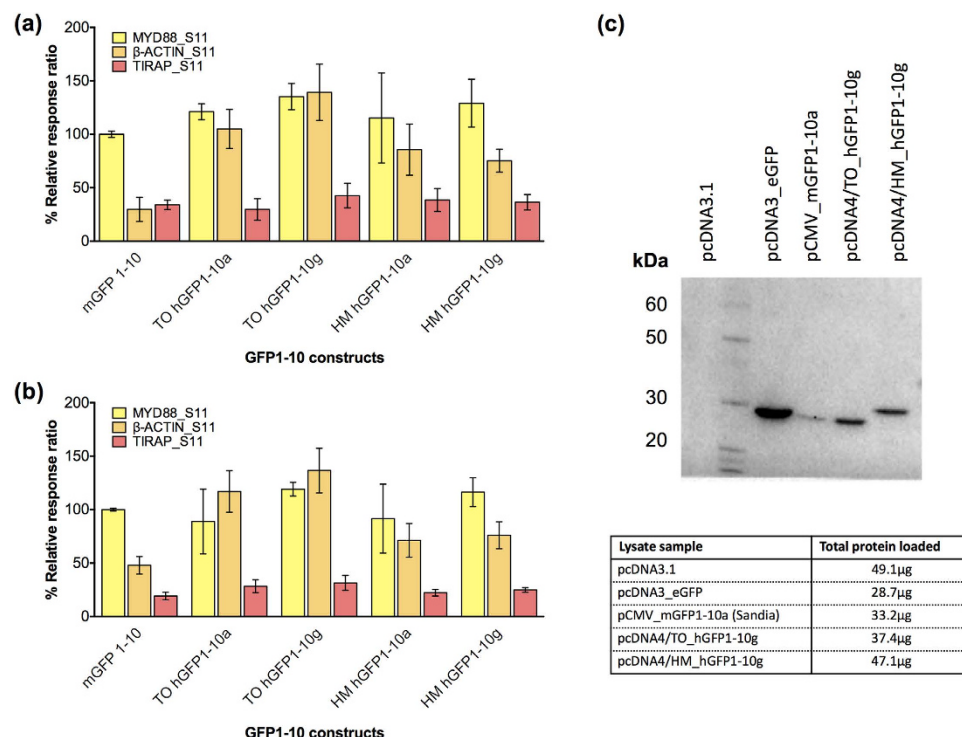 (a)
200
150
100
50
0
% Relative response ratio
MYD88_S11
β-ACTIN_S11
TIRAP_S11
mGFP 1-10
TO hGFP1-10a
TO hGFP1-10g
HM hGFP1-10a
HM hGFP1-10g
GFP1-10 constructs
(b)
200
150
100
50
0
% Relative response ratio
MYD88_S11
β-ACTIN_S11
TIRAP_S11
mGFP 1-10
TO hGFP1-10a
TO hGFP1-10g
HM hGFP1-10a
HM hGFP1-10g
GFP1-10 constructs
(c)
pcDNA3.1
pcDNA3_eGFP
pCMV_mGFP1-10a
pcDNA4/TO_hGFP1-10g
pcDNA4/HM_hGFP1-10g
kDa
60
50
30
20
Lysate sample Total protein loaded
pcDNA3.1 49.1µg
pcDNA3_eGFP 28.7µg
pCMV_mGFP1-10a (Sandia) 33.2µg
pcDNA4/TO_hGFP1-10g 37.4µg
pcDNA4/HM_hGFP1-10g 47.1µg